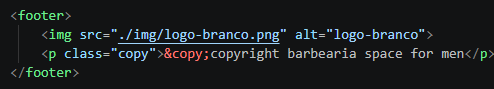 <footer>
<img src="./img/logo-branco.png" alt="logo-branco">
<p class="copy">&copy;copyright barbearia space for men</p>
</footer>